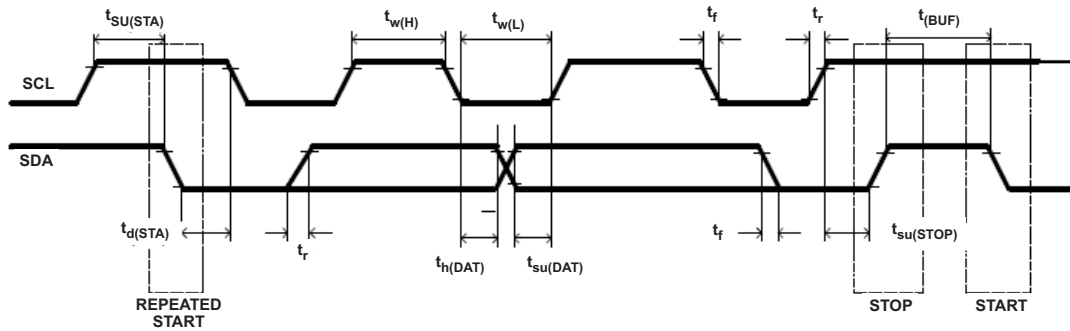 tSU(STA)
tw(H)
tw(L)
tf
tr
t(BUF)
SCL
SDA
td(STA)
tr
th(DAT)
tsu(DAT)
tf
tsu(STOP)
REPEATED
START
STOP
START